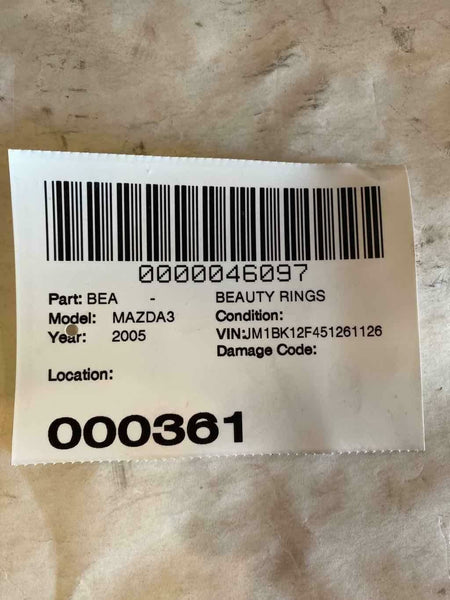 0000046097
Part: BEA - BEAUTY RINGS
Model: MAZDA3 Condition:
Year: 2005 VIN:JM1BK12F451261126
Damage Code:
Location:
000361